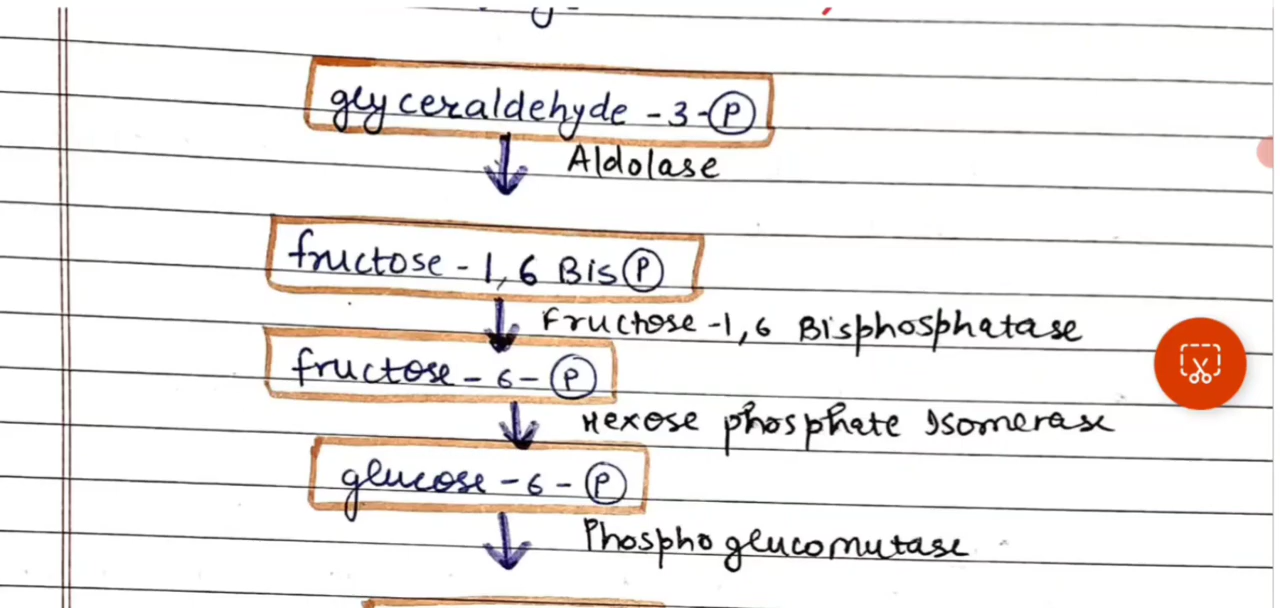 glyceraldehyde - 3 - P
Aldolase
fructose - 1, 6 Bis P
Fructose - 1, 6 Bisphosphatase
fructose - 6 - P
Hexose phosphate Isomerase
glucose - 6 - P
Phosphoglucomutase